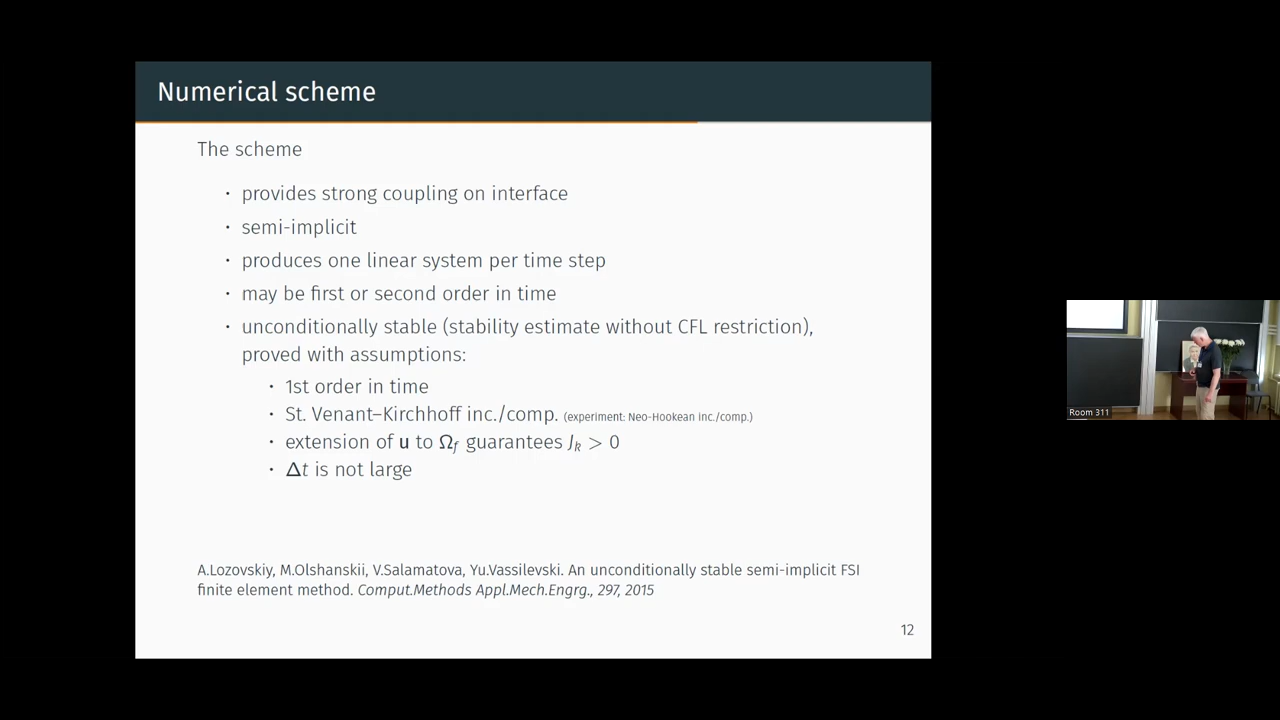 Numerical scheme
The scheme
· provides strong coupling on interface
· semi-implicit
· produces one linear system per time step
· may be first or second order in time
· unconditionally stable (stability estimate without CFL restriction),
proved with assumptions:
· 1st order in time
· St. Venant–Kirchhoff inc./comp. (experiment: Neo-Hookean inc./comp.)
· extension of u to Ω_f guarantees J_k > 0
· Δt is not large
A.Lozovskiy, M.Olshanskii, V.Salamatova, Yu.Vassilevski. An unconditionally stable semi-implicit FSI
finite element method. Comput.Methods Appl.Mech.Engrg., 297, 2015
12
Room 311